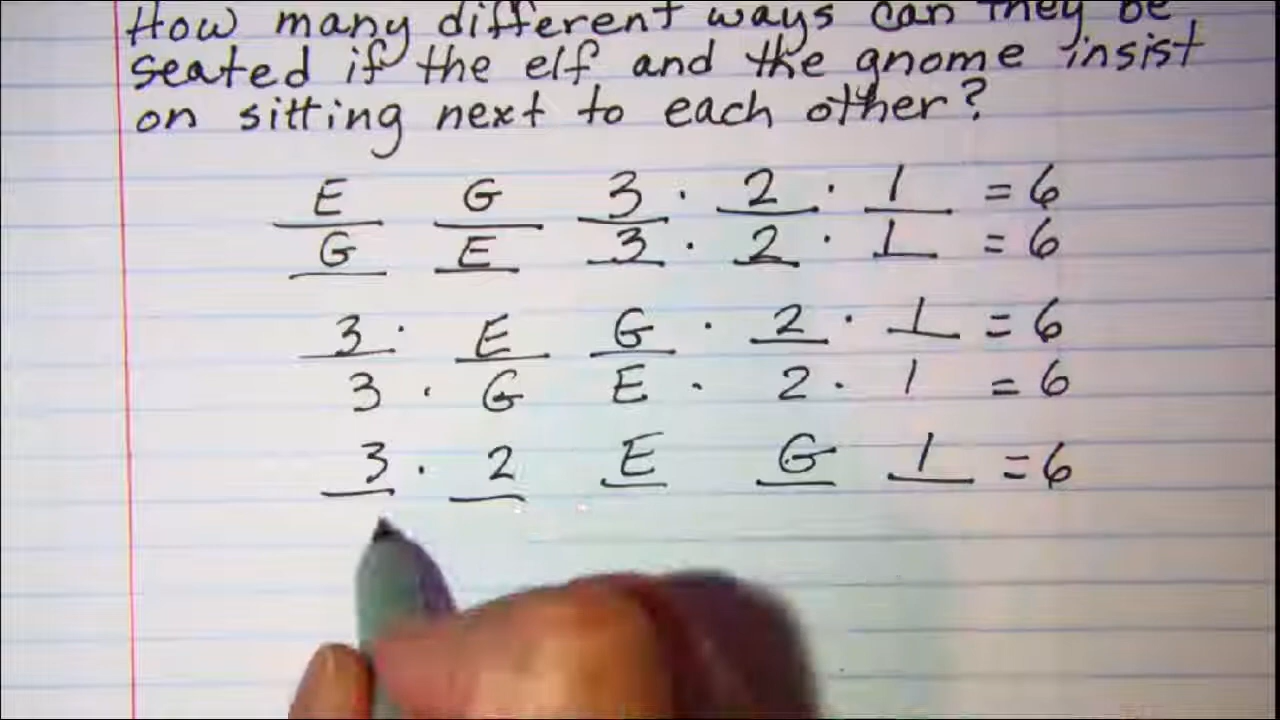 How many different ways can they be
seated if the elf and the gnome insist
on sitting next to each other?
E G 3 · 2 · 1 = 6
G E 3 · 2 · 1 = 6
3 · E G · 2 · 1 = 6
3 · G E · 2 · 1 = 6
3 · 2 E G 1 = 6